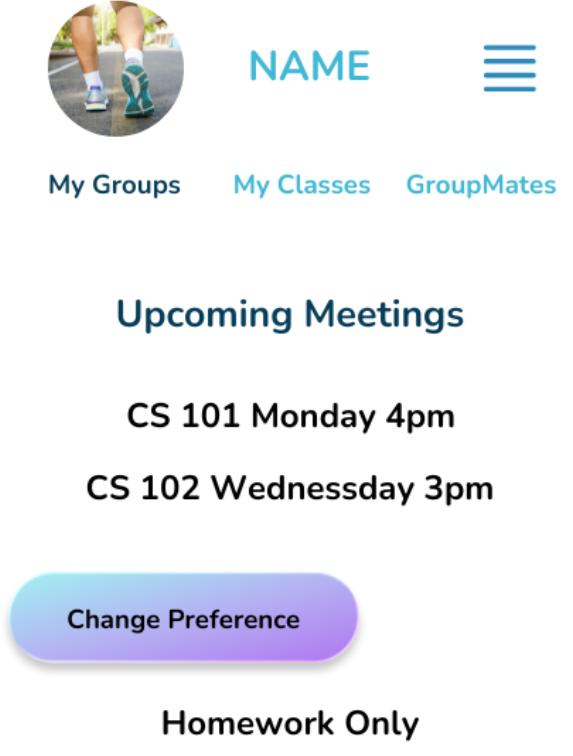 NAME
My Groups My Classes GroupMates
Upcoming Meetings
CS 101 Monday 4pm
CS 102 Wednessday 3pm
Change Preference
Homework Only